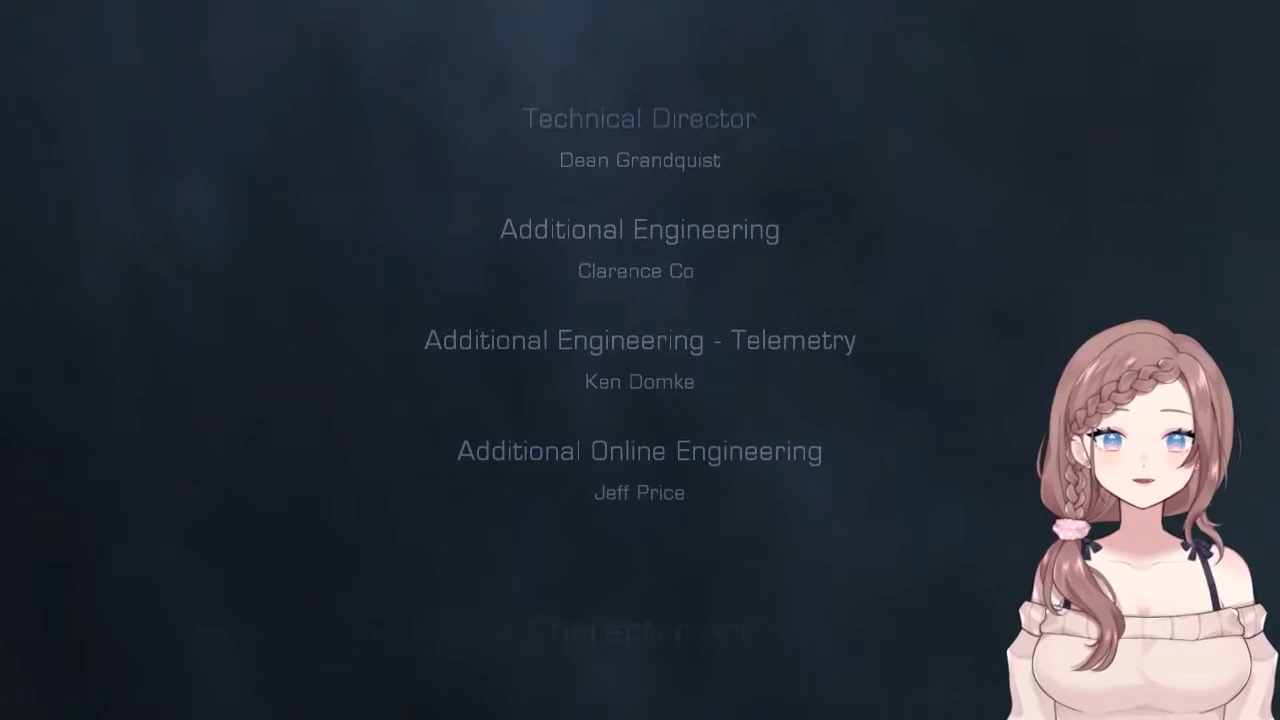 Technical Director
Dean Grandquist
Additional Engineering
Clarence Co
Additional Engineering - Telemetry
Ken Domke
Additional Online Engineering
Jeff Price